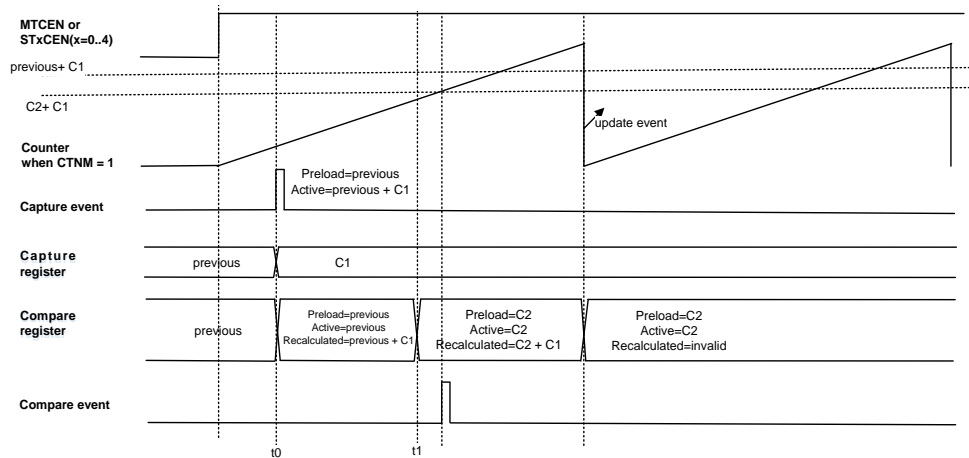 MTCEN or
STxCEN(x=0..4)
previous+ C1
C2+ C1
update event
Counter
when CTNM = 1
Preload=previous
Active=previous + C1
Capture event
Capture
register
previous
C1
Compare
register
previous
Preload=previous
Active=previous
Recalculated=previous + C1
Preload=C2
Active=C2
Recalculated=C2 + C1
Preload=C2
Active=C2
Recalculated=invalid
Compare event
t0
t1